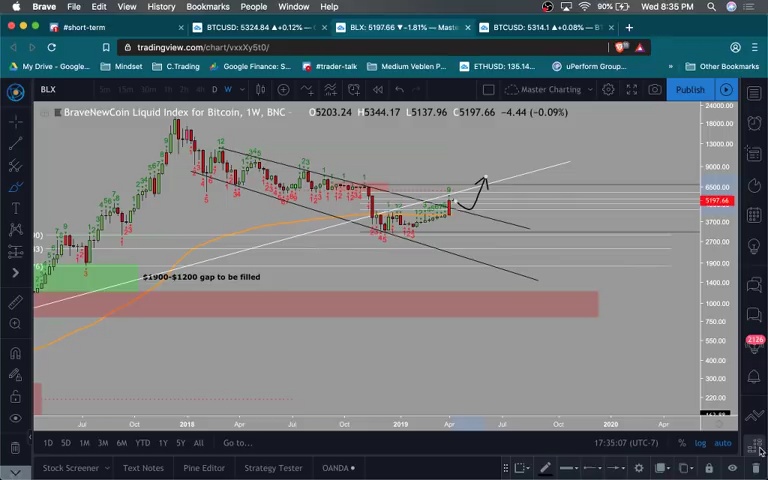 Brave File Edit View History Bookmarks People Window Help
90% Wed 8:35 PM
#short-term
BTCUSD: 5324.84 ▲+0.12%
BLX: 5197.66 ▼-1.81%
BTCUSD: 5314.1 ▲+0.08%
tradingview.com/chart/vxxXy5t0/
My Drive - Google... Mindset C.Trading #trader-talk Medium Veblen P... ETHUSD: 135.14... uPerform Group... Other Bookmarks
BLX D W Master Charting Publish
BraveNewCoin Liquid Index for Bitcoin, 1W, BNC O5203.24 H5344.17 L5137.96 C5197.66 -4.44 (-0.09%)
24000.00
18000.00
9000.00
6500.00
5197.66
3700.00
2700.00
1900.00
$1900-$1200 gap to be filled
1400.00
1000.00
750.00
2126
560.00
400.00
300.00
220.00
Jul 2018 Apr Jul Oct 2019 Apr Jul 2020
1D 5D 1M 3M 6M YTD 1Y 5Y All Go to... 17:35:07 (UTC-7) % log auto
Stock Screener Text Notes Pine Editor Strategy Tester OANDA